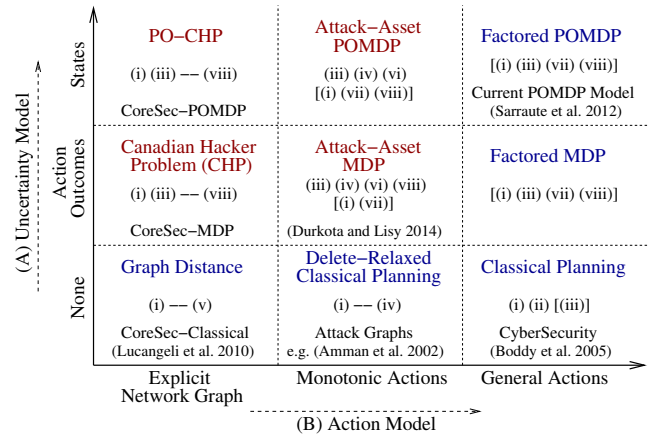 (A) Uncertainty Model
States
PO−CHP
(i) (iii) −− (viii)
CoreSec−POMDP
Attack−Asset
POMDP
(iii) (iv) (vi)
[(i) (vii) (viii)]
Factored POMDP
[(i) (iii) (vii) (viii)]
Current POMDP Model
(Sarraute et al. 2012)
Action
Outcomes
Canadian Hacker
Problem (CHP)
(i) (iii) −− (viii)
CoreSec−MDP
Attack−Asset
MDP
(iii) (iv) (vi) (viii)
[(i) (vii)]
(Durkota and Lisy 2014)
Factored MDP
[(i) (iii) (vii) (viii)]
None
Graph Distance
(i) −− (v)
CoreSec−Classical
(Lucangeli et al. 2010)
Delete−Relaxed
Classical Planning
(i) −− (iv)
Attack Graphs
e.g. (Amman et al. 2002)
Classical Planning
(i) (ii) [(iii)]
CyberSecurity
(Boddy et al. 2005)
Explicit
Network Graph
Monotonic Actions
General Actions
(B) Action Model